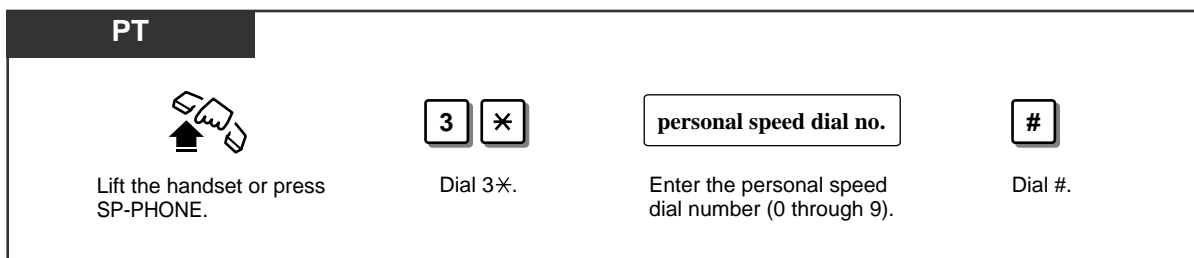 PT
3 ✳ personal speed dial no. #
Lift the handset or press
SP-PHONE.
Dial 3✳.
Enter the personal speed
dial number (0 through 9).
Dial #.